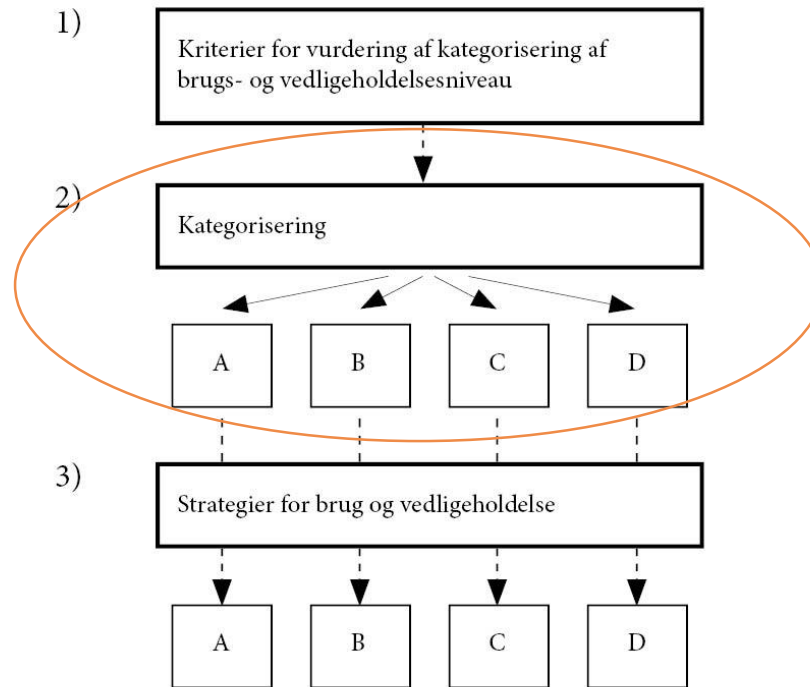 1)
Kriterier for vurdering af kategorisering af
brugs- og vedligeholdelsesniveau
2)
Kategorisering
A B C D
3)
Strategier for brug og vedligeholdelse
A B C D